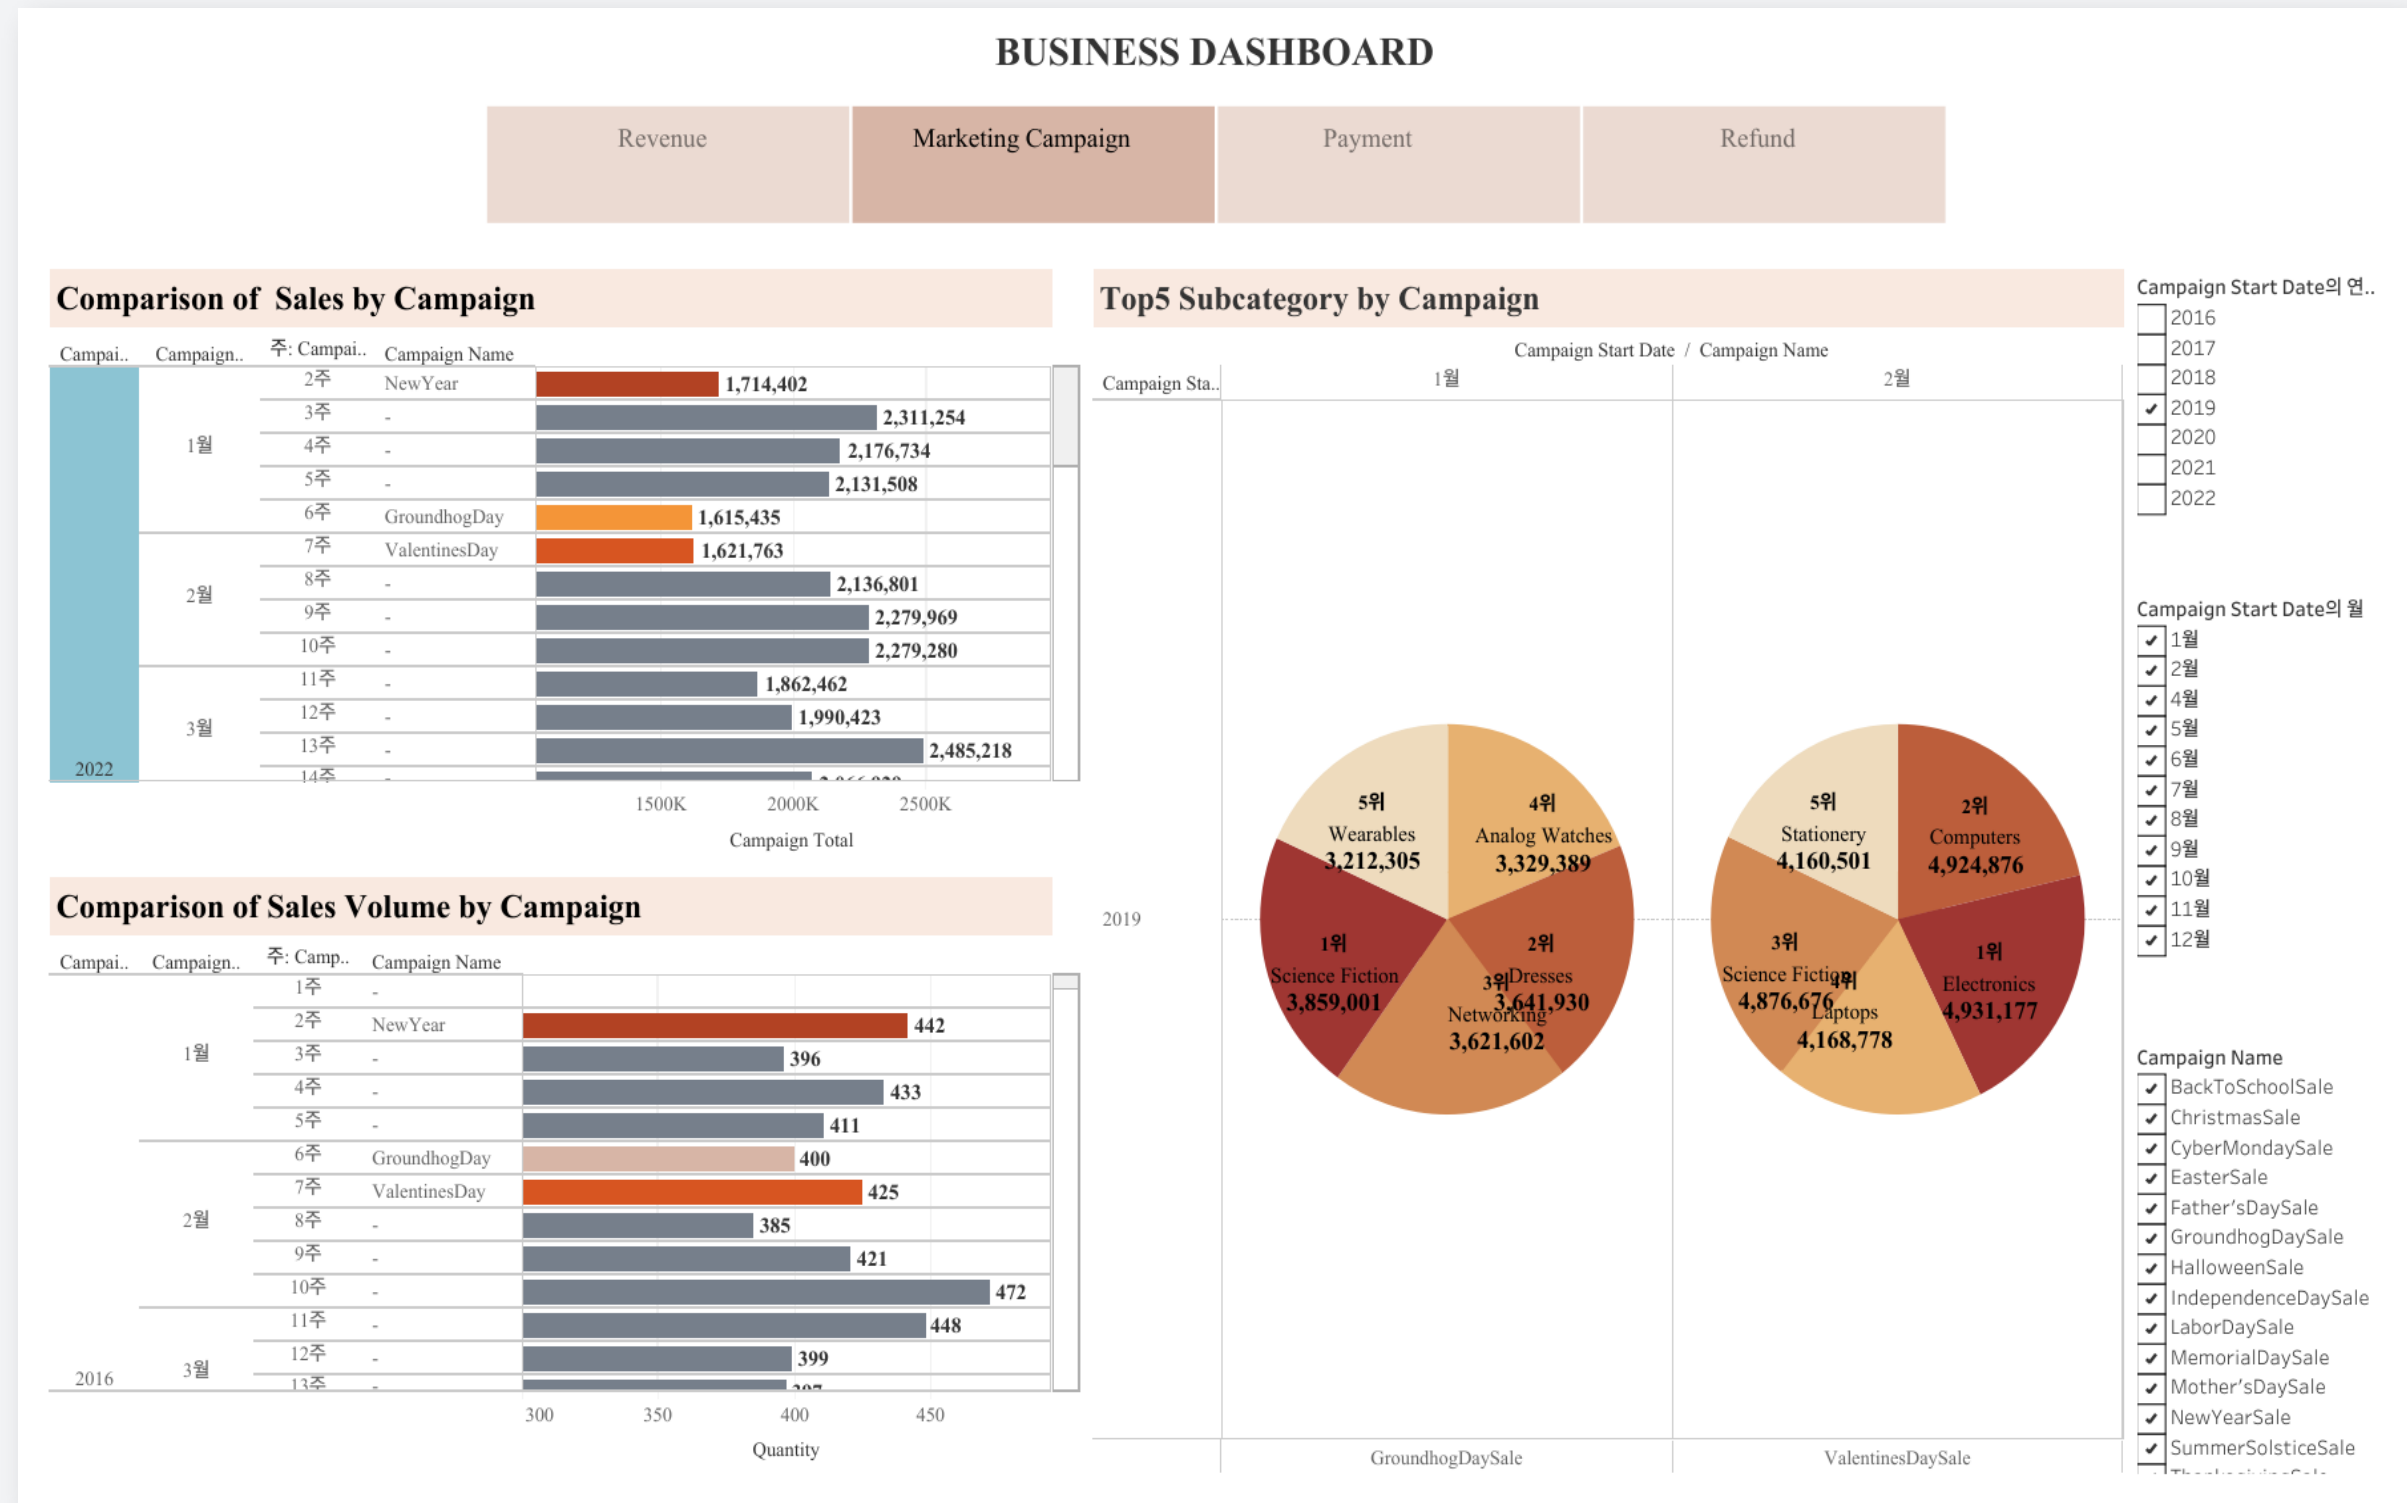 BUSINESS DASHBOARD
Revenue
Marketing Campaign
Payment
Refund
Comparison of Sales by Campaign
Campai.. Campaign.. 주: Campai.. Campaign Name
2022
1월
2주 NewYear 1,714,402
3주 - 2,311,254
4주 - 2,176,734
5주 - 2,131,508
6주 GroundhogDay 1,615,435
2월
7주 ValentinesDay 1,621,763
8주 - 2,136,801
9주 - 2,279,969
10주 - 2,279,280
3월
11주 - 1,862,462
12주 - 1,990,423
13주 - 2,485,218
14주 -
1500K 2000K 2500K
Campaign Total
Comparison of Sales Volume by Campaign
Campai.. Campaign.. 주: Camp.. Campaign Name
2016
1월
1주 -
2주 NewYear 442
3주 - 396
4주 - 433
5주 - 411
2월
6주 GroundhogDay 400
7주 ValentinesDay 425
8주 - 385
9주 - 421
10주 - 472
3월
11주 - 448
12주 - 399
13주 -
300 350 400 450
Quantity
Top5 Subcategory by Campaign
Campaign Start Date / Campaign Name
Campaign Sta.. 1월 2월
2019
5위
Wearables
3,212,305
4위
Analog Watches
3,329,389
1위
Science Fiction
3,859,001
2위
Dresses
3,641,930
3위
Networking
3,621,602
5위
Stationery
4,160,501
2위
Computers
4,924,876
3위
Science Fiction
4,876,676
4위
Laptops
4,168,778
1위
Electronics
4,931,177
GroundhogDaySale ValentinesDaySale
Campaign Start Date의 연..
2016
2017
2018
2019
2020
2021
2022
Campaign Start Date의 월
1월
2월
4월
5월
6월
7월
8월
9월
10월
11월
12월
Campaign Name
BackToSchoolSale
ChristmasSale
CyberMondaySale
EasterSale
Father'sDaySale
GroundhogDaySale
HalloweenSale
IndependenceDaySale
LaborDaySale
MemorialDaySale
Mother'sDaySale
NewYearSale
SummerSolsticeSale